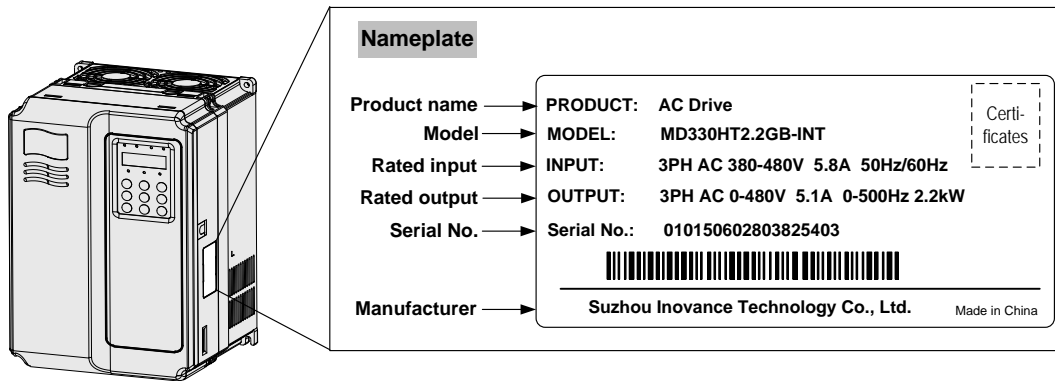 Nameplate
Product name PRODUCT: AC Drive
Certi-
ficates
Model MODEL: MD330HT2.2GB-INT
Rated input INPUT: 3PH AC 380-480V 5.8A 50Hz/60Hz
Rated output OUTPUT: 3PH AC 0-480V 5.1A 0-500Hz 2.2kW
Serial No. Serial No.: 010150602803825403
Manufacturer Suzhou Inovance Technology Co., Ltd. Made in China
L